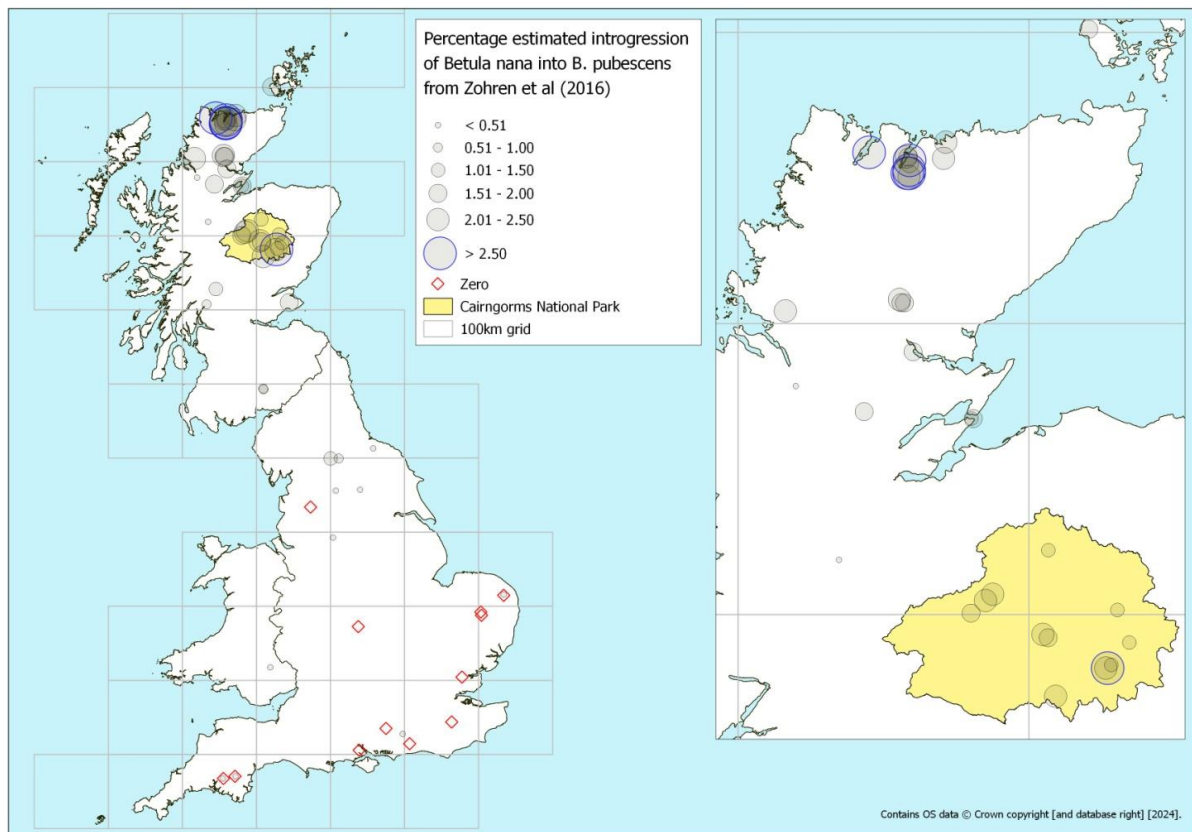 Percentage estimated introgression
of Betula nana into B. pubescens
from Zohren et al (2016)
< 0.51
0.51 - 1.00
1.01 - 1.50
1.51 - 2.00
2.01 - 2.50
> 2.50
Zero
Cairngorms National Park
100km grid
Contains OS data © Crown copyright [and database right] [2024].